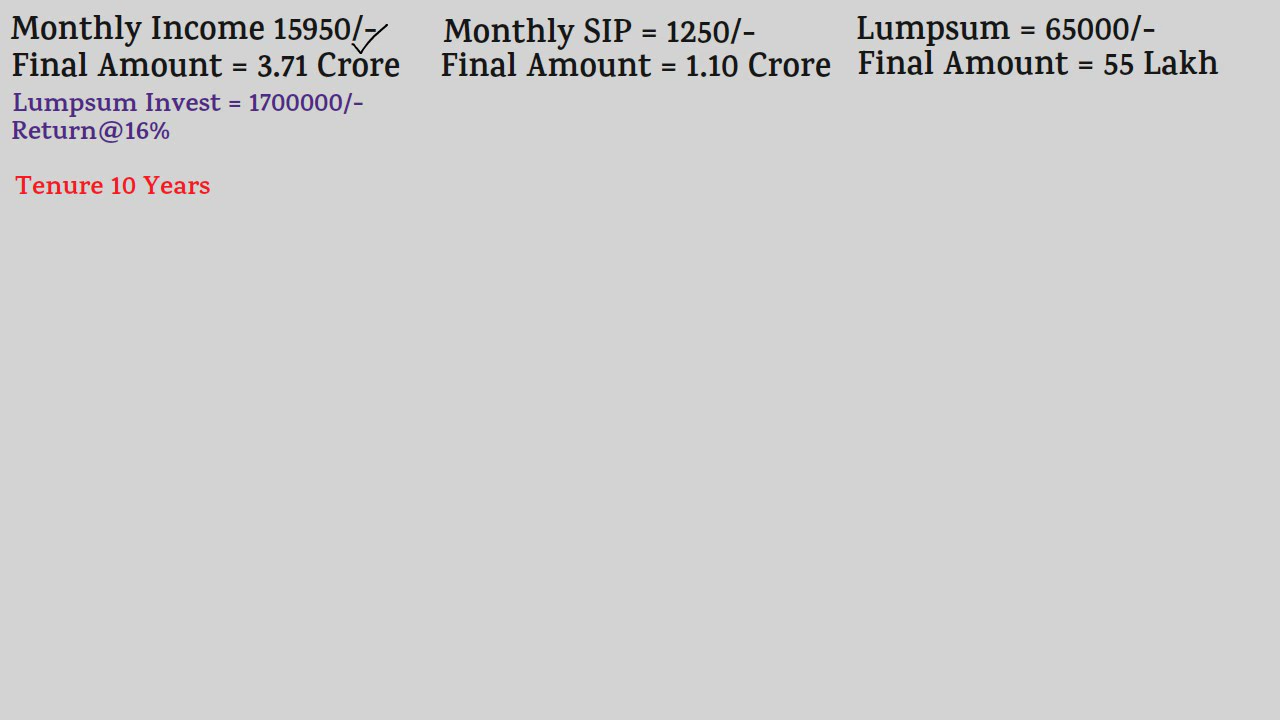 Monthly Income 15950/-
Final Amount = 3.71 Crore
Lumpsum Invest = 1700000/-
Return@16%
Tenure 10 Years
Monthly SIP = 1250/-
Final Amount = 1.10 Crore
Lumpsum = 65000/-
Final Amount = 55 Lakh